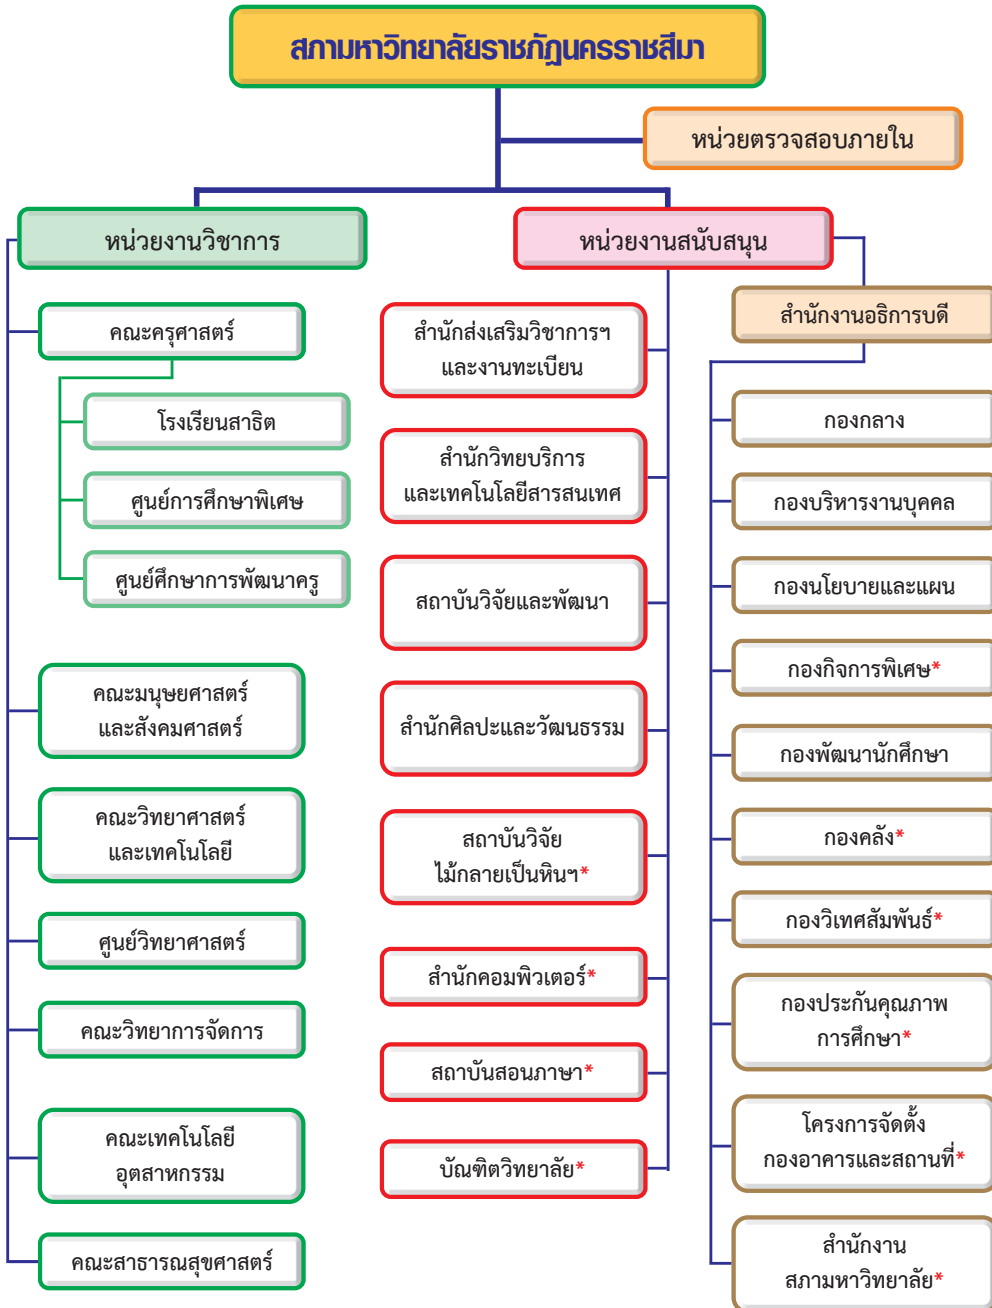 สภามหาวิทยาลัยราชภัฏนครราชสีมา
หน่วยตรวจสอบภายใน
หน่วยงานวิชาการ
คณะครุศาสตร์
โรงเรียนสาธิต
ศูนย์การศึกษาพิเศษ
ศูนย์ศึกษาการพัฒนาครู
คณะมนุษยศาสตร์
และสังคมศาสตร์
คณะวิทยาศาสตร์
และเทคโนโลยี
ศูนย์วิทยาศาสตร์
คณะวิทยาการจัดการ
คณะเทคโนโลยี
อุตสาหกรรม
คณะสาธารณสุขศาสตร์
หน่วยงานสนับสนุน
สำนักส่งเสริมวิชาการฯ
และงานทะเบียน
สำนักวิทยบริการ
และเทคโนโลยีสารสนเทศ
สถาบันวิจัยและพัฒนา
สำนักศิลปะและวัฒนธรรม
สถาบันวิจัย
ไม้กลายเป็นหินฯ*
สำนักคอมพิวเตอร์*
สถาบันสอนภาษา*
บัณฑิตวิทยาลัย*
สำนักงานอธิการบดี
กองกลาง
กองบริหารงานบุคคล
กองนโยบายและแผน
กองกิจการพิเศษ*
กองพัฒนานักศึกษา
กองคลัง*
กองวิเทศสัมพันธ์*
กองประกันคุณภาพ
การศึกษา*
โครงการจัดตั้ง
กองอาคารและสถานที่*
สำนักงาน
สภามหาวิทยาลัย*